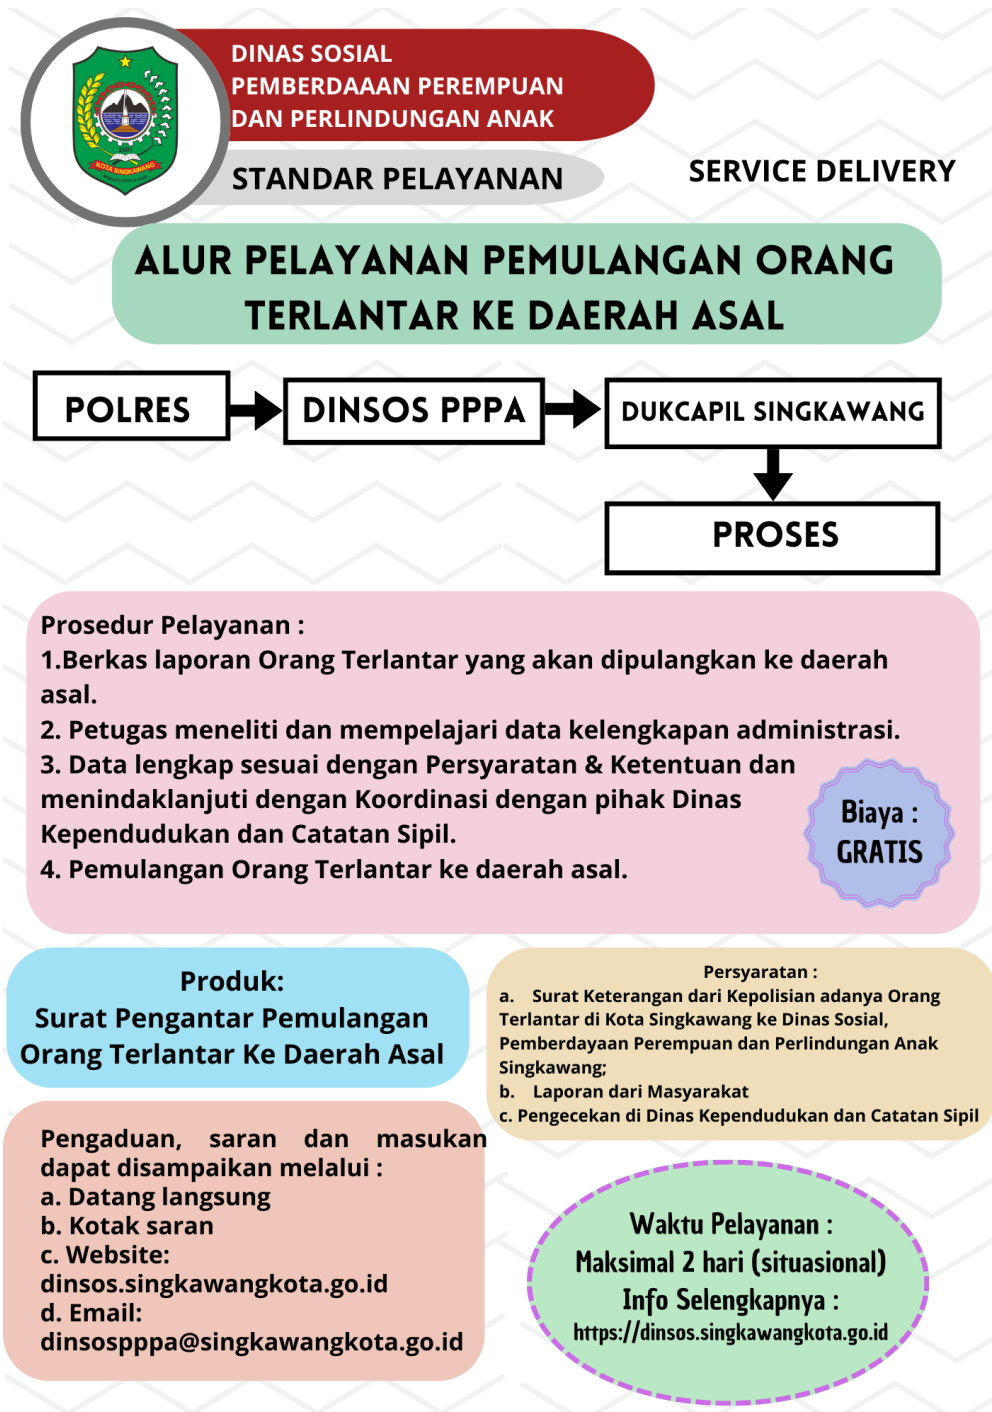 DINAS SOSIAL
PEMBERDAAAN PEREMPUAN
DAN PERLINDUNGAN ANAK
2001
KOTA SINGKAWANG
STANDAR PELAYANAN
SERVICE DELIVERY
ALUR PELAYANAN PEMULANGAN ORANG
TERLANTAR KE DAERAH ASAL
POLRES
DINSOS PPPA
DUKCAPIL SINGKAWANG
PROSES
Prosedur Pelayanan :
1.Berkas laporan Orang Terlantar yang akan dipulangkan ke daerah
asal.
2. Petugas meneliti dan mempelajari data kelengkapan administrasi.
3. Data lengkap sesuai dengan Persyaratan & Ketentuan dan
menindaklanjuti dengan Koordinasi dengan pihak Dinas
Kependudukan dan Catatan Sipil.
4. Pemulangan Orang Terlantar ke daerah asal.
Biaya :
GRATIS
Produk:
Surat Pengantar Pemulangan
Orang Terlantar Ke Daerah Asal
Persyaratan :
a. Surat Keterangan dari Kepolisian adanya Orang
Terlantar di Kota Singkawang ke Dinas Sosial,
Pemberdayaan Perempuan dan Perlindungan Anak
Singkawang;
b. Laporan dari Masyarakat
c. Pengecekan di Dinas Kependudukan dan Catatan Sipil
Pengaduan, saran dan masukan
dapat disampaikan melalui :
a. Datang langsung
b. Kotak saran
c. Website:
dinsos.singkawangkota.go.id
d. Email:
dinsospppa@singkawangkota.go.id
Waktu Pelayanan :
Maksimal 2 hari (situasional)
Info Selengkapnya :
https://dinsos.singkawangkota.go.id